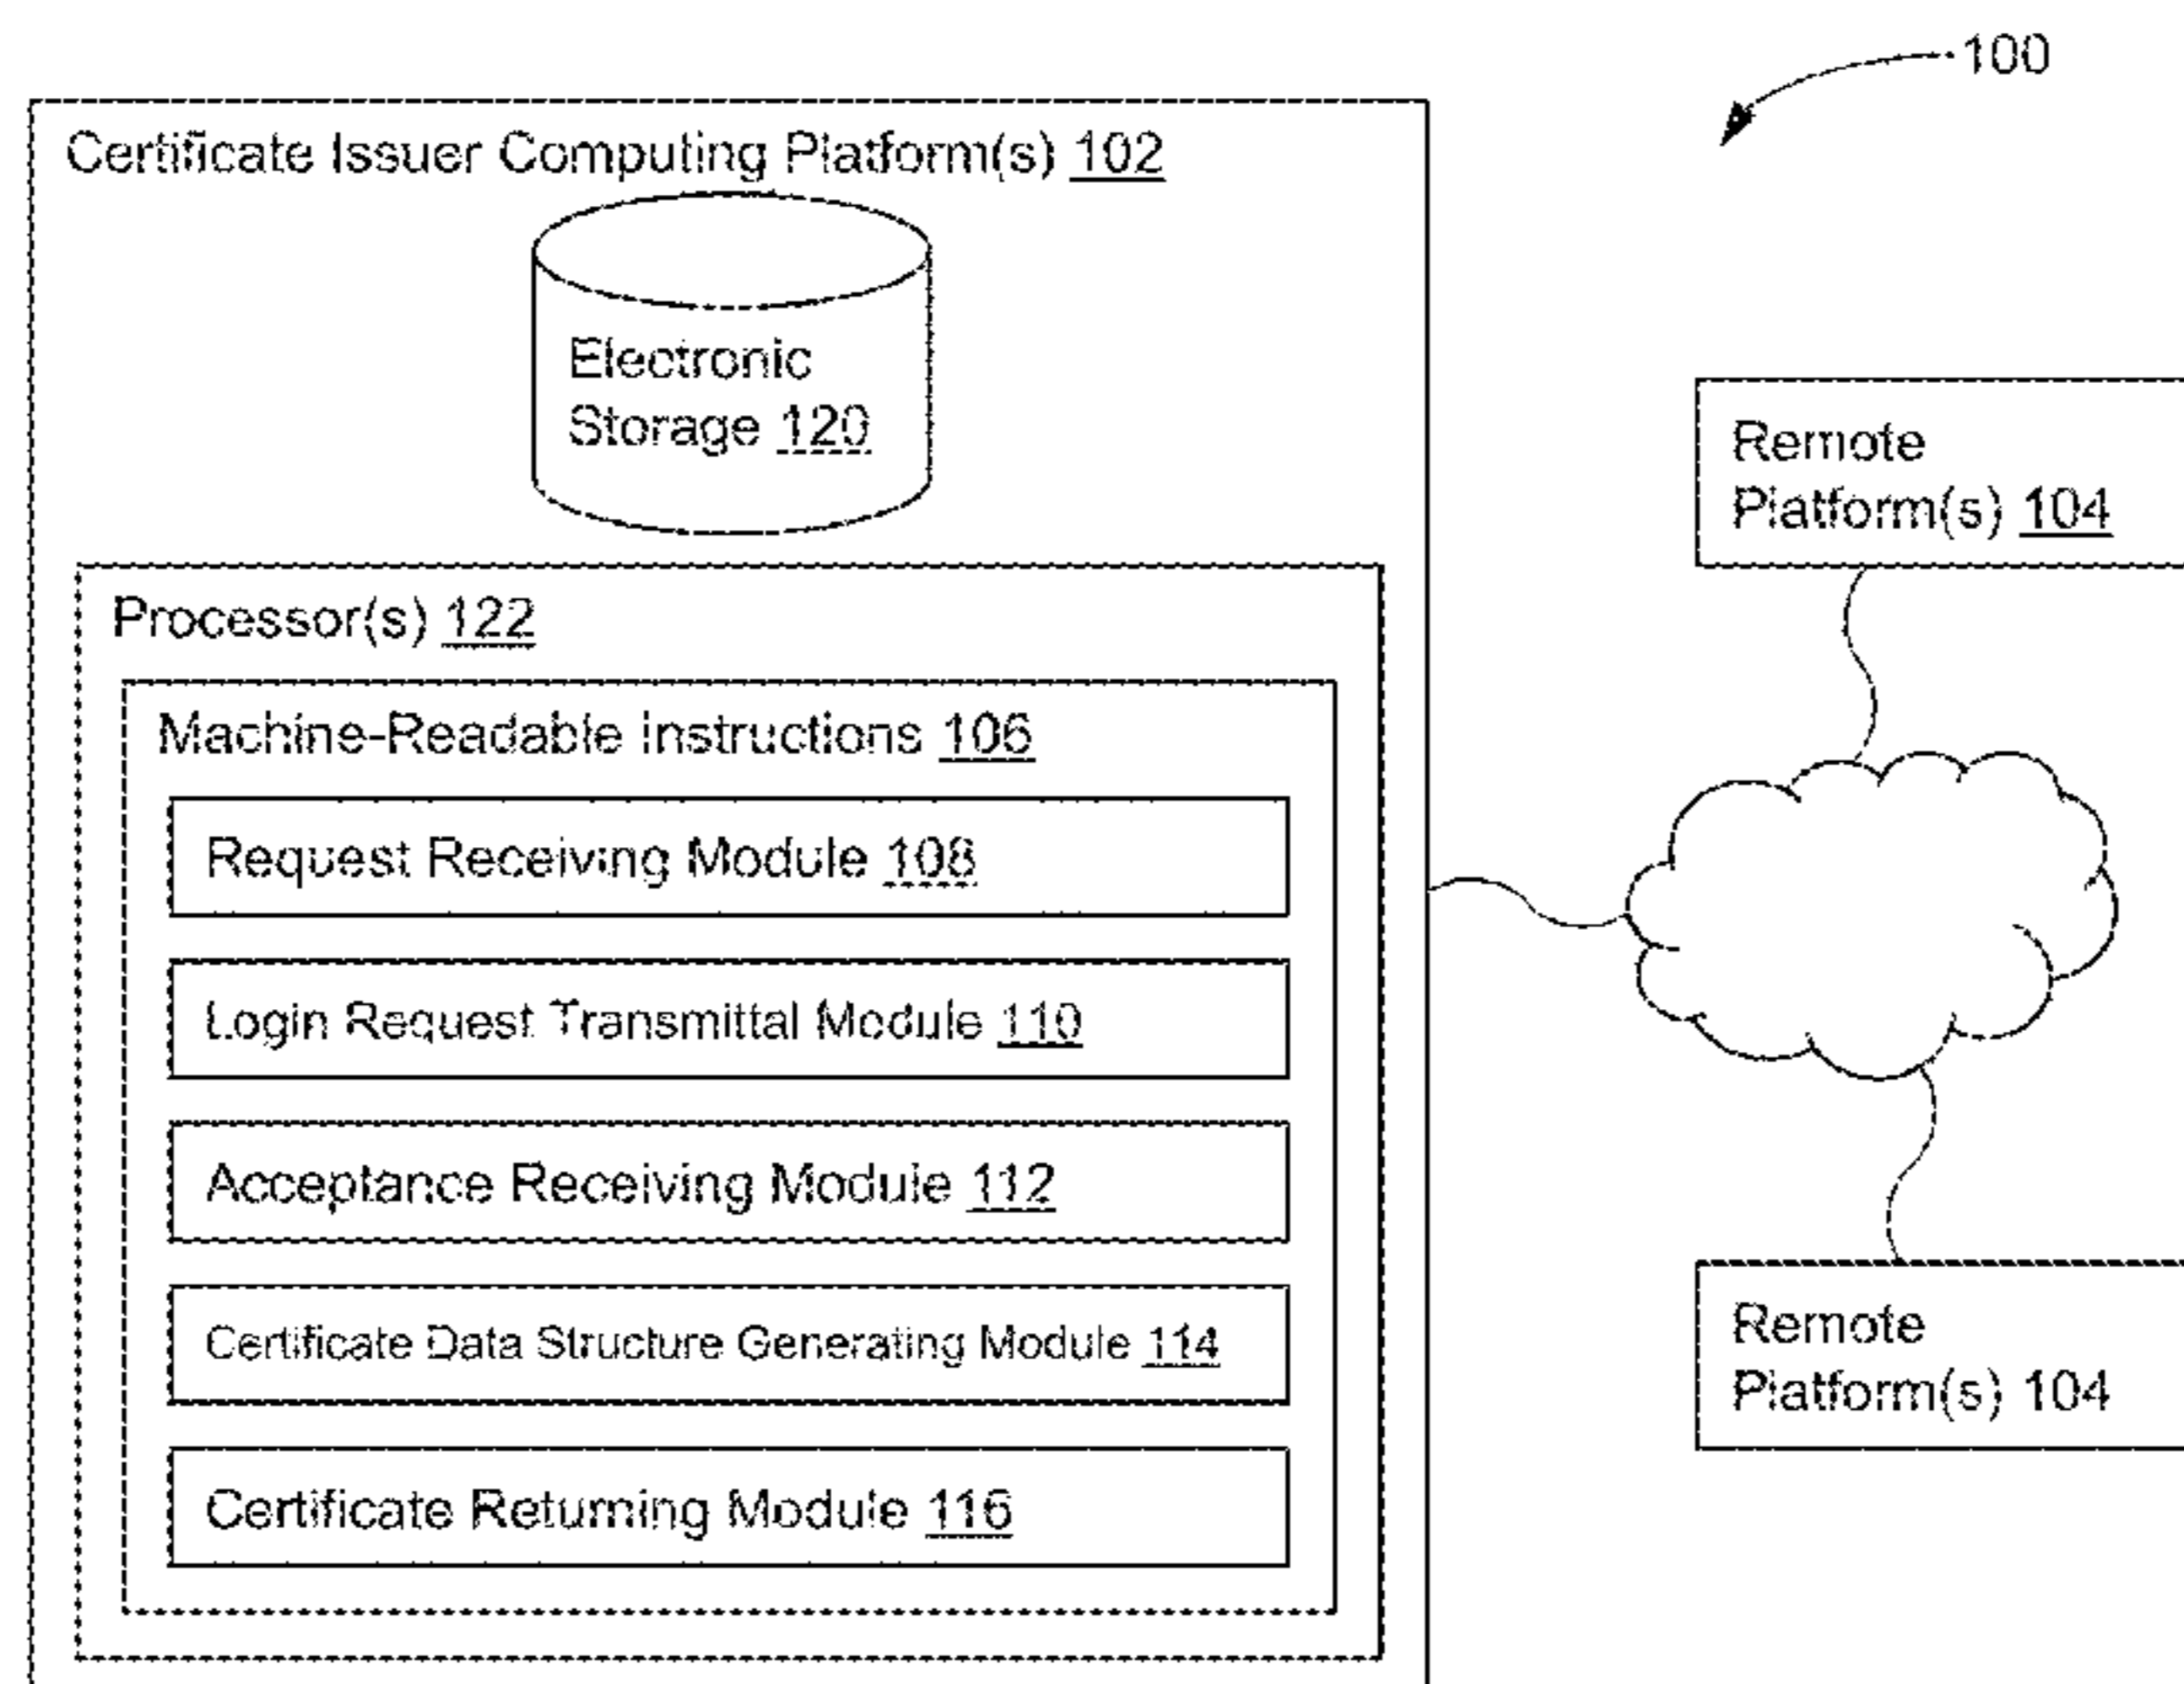 100
Certificate Issuer Computing Platform(s) 102
Electronic
Storage 120
Remote
Platform(s) 104
Processor(s) 122
Machine-Readable Instructions 106
Request Receiving Module 108
Login Request Transmittal Module 110
Acceptance Receiving Module 112
Certificate Data Structure Generating Module 114
Certificate Returning Module 116
Remote
Platform(s) 104